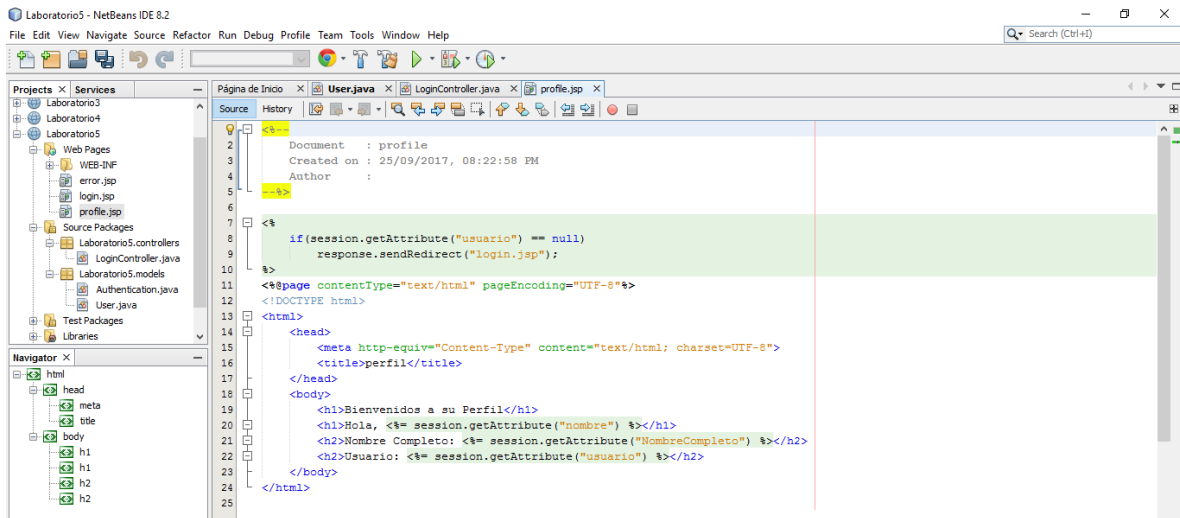 Laboratorio5 - NetBeans IDE 8.2
File Edit View Navigate Source Refactor Run Debug Profile Team Tools Window Help
Search (Ctrl+I)
Projects Services
Laboratorio3
Laboratorio4
Laboratorio5
Web Pages
WEB-INF
error.jsp
login.jsp
profile.jsp
Source Packages
Laboratorio5.controllers
LoginController.java
Laboratorio5.models
Authentication.java
User.java
Test Packages
Libraries
Navigator
html
head
meta
title
body
h1
h1
h2
h2
Página de Inicio User.java LoginController.java profile.jsp
Source History
<%--
2 Document : profile
3 Created on : 25/09/2017, 08:22:58 PM
4 Author :
5 --%>
6
7 <%
8 if(session.getAttribute("usuario") == null)
9 response.sendRedirect("login.jsp");
10 %>
11 <%@page contentType="text/html" pageEncoding="UTF-8"%>
12 <!DOCTYPE html>
13 <html>
14 <head>
15 <meta http-equiv="Content-Type" content="text/html; charset=UTF-8">
16 <title>perfil</title>
17 </head>
18 <body>
19 <h1>Bienvenidos a su Perfil</h1>
20 <h1>Hola, <%= session.getAttribute("nombre") %></h1>
21 <h2>Nombre Completo: <%= session.getAttribute("NombreCompleto") %></h2>
22 <h2>Usuario: <%= session.getAttribute("usuario") %></h2>
23 </body>
24 </html>
25